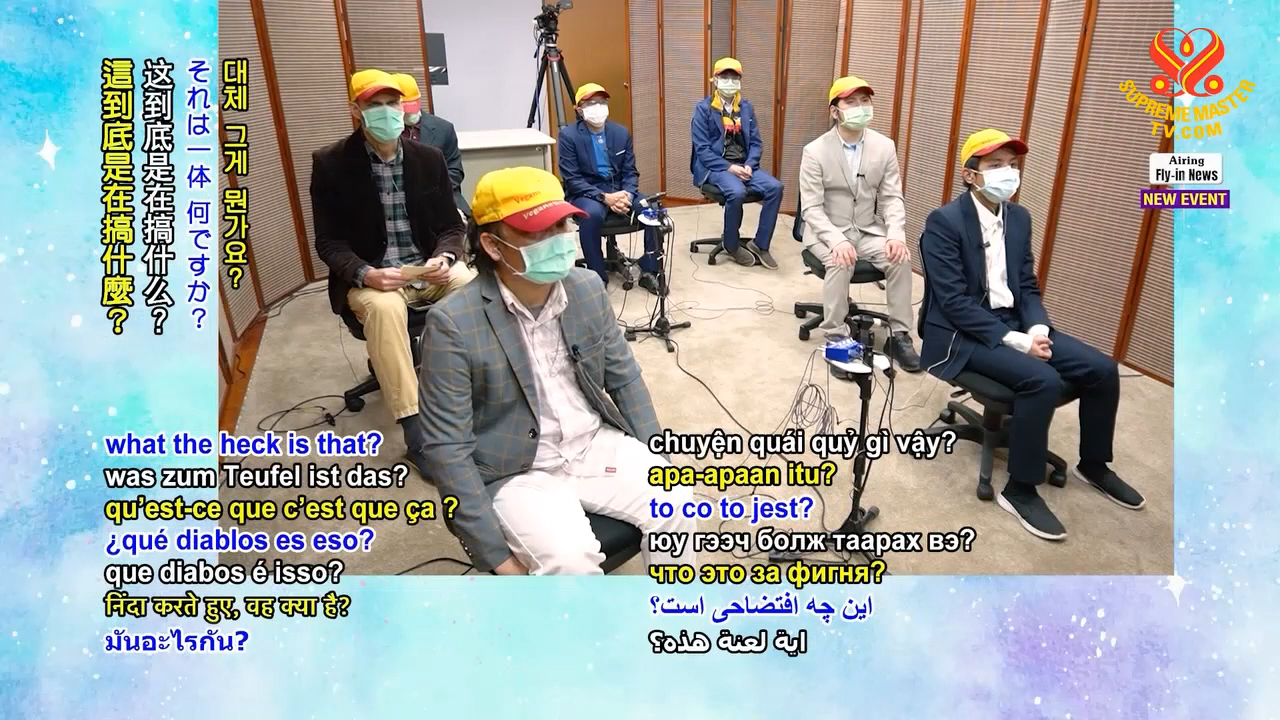 대체 그게 뭔가요?
それは一体 何ですか?
这到底是在搞什么?
這到底是在搞什麼?
SUPREME MASTER
TV.COM
Airing
Fly-in News
NEW EVENT
what the heck is that?
was zum Teufel ist das?
qu’est-ce que c’est que ça ?
¿qué diablos es eso?
que diabos é isso?
निंदा करते हुए, वह क्या है?
มันอะไรกัน?
chuyện quái quỷ gì vậy?
apa-apaan itu?
to co to jest?
юу гээч болж таарах вэ?
что это за фигня?
این چه افتضاحی است؟
اية لعنة هذه؟